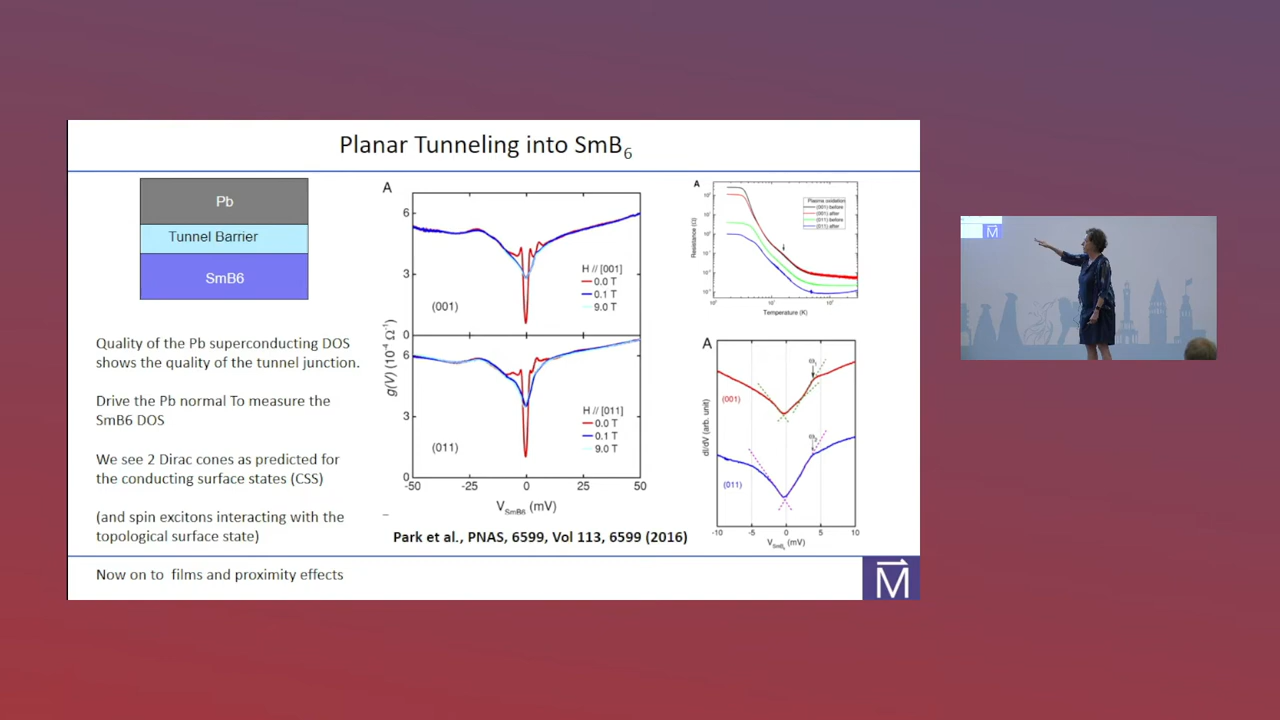 Planar Tunneling into SmB6
Pb
Tunnel Barrier
SmB6
Quality of the Pb superconducting DOS
shows the quality of the tunnel junction.
Drive the Pb normal To measure the
SmB6 DOS
We see 2 Dirac cones as predicted for
the conducting surface states (CSS)
(and spin excitons interacting with the
topological surface state)
A
6
3
0
(001)
H // [001]
0.0 T
0.1 T
9.0 T
6
3
0
(011)
H // [011]
0.0 T
0.1 T
9.0 T
g(V) (10⁻⁴ Ω⁻¹)
-50
-25
0
25
50
VSmB6 (mV)
Park et al., PNAS, 6599, Vol 113, 6599 (2016)
A
Plasma oxidation
(001) before
(001) after
(011) before
(011) after
Resistance (Ω)
Temperature (K)
A
(001)
(011)
dI/dV (arb. unit)
-10
-5
0
5
10
VSmB6 (mV)
Now on to films and proximity effects
M
M